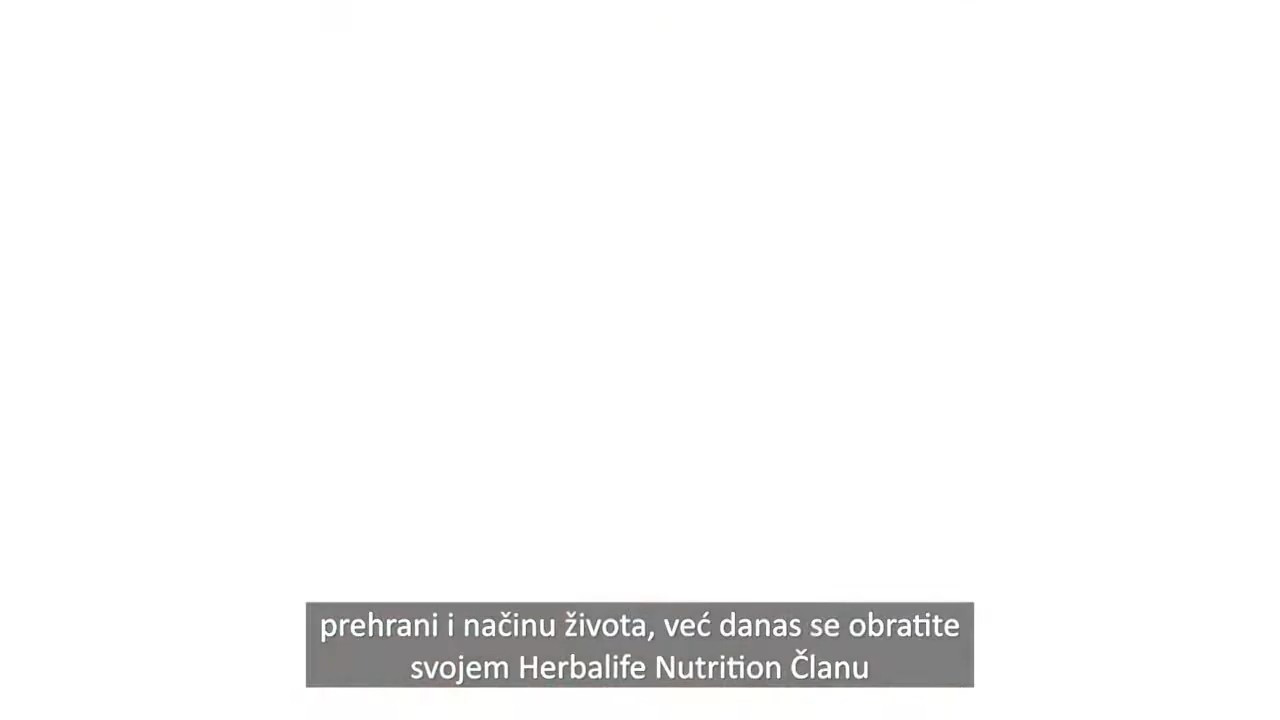 prehrani i načinu života, već danas se obratite
svojem Herbalife Nutrition Članu